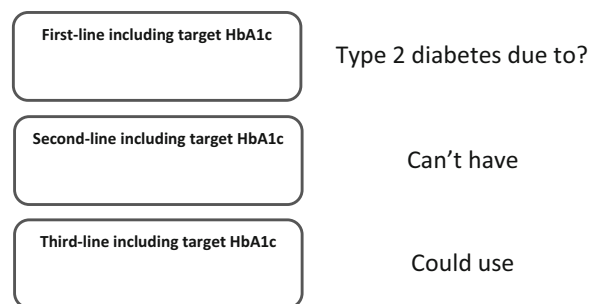 First-line including target HbA1c
Type 2 diabetes due to?
Second-line including target HbA1c
Can’t have
Third-line including target HbA1c
Could use